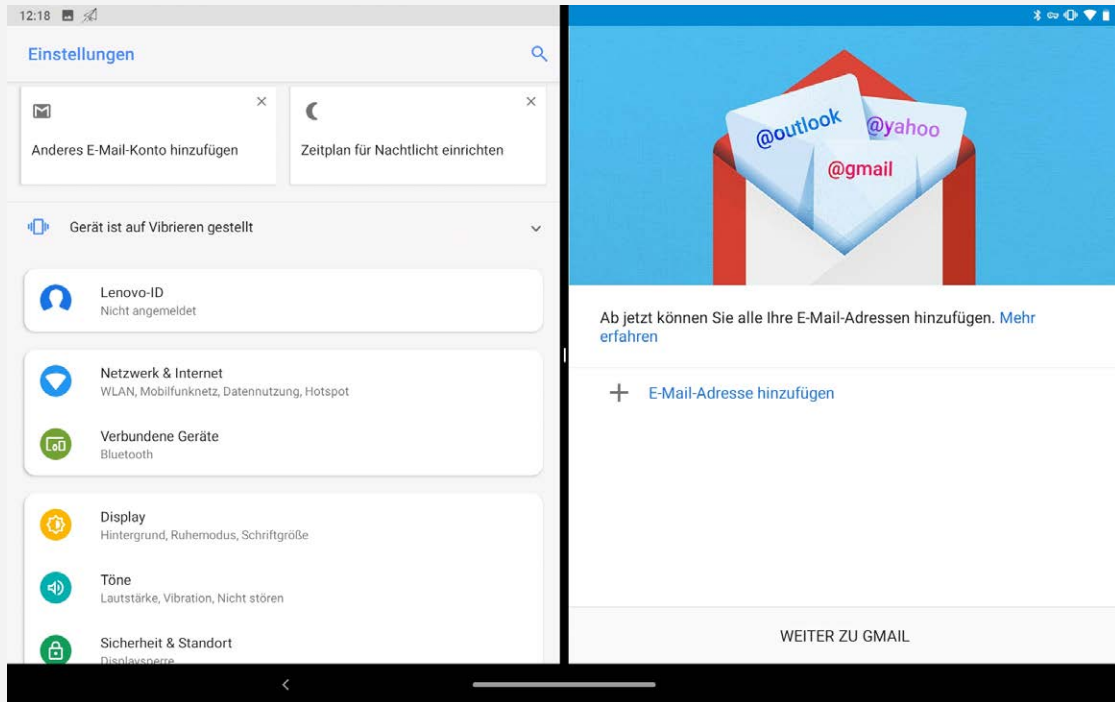 12:18
Einstellungen
Anderes E-Mail-Konto hinzufügen
Zeitplan für Nachtlicht einrichten
Gerät ist auf Vibrieren gestellt
Lenovo-ID
Nicht angemeldet
Netzwerk & Internet
WLAN, Mobilfunknetz, Datennutzung, Hotspot
Verbundene Geräte
Bluetooth
Display
Hintergrund, Ruhemodus, Schriftgröße
Töne
Lautstärke, Vibration, Nicht stören
Sicherheit & Standort
Displaysperre
@outlook
@yahoo
@gmail
Ab jetzt können Sie alle Ihre E-Mail-Adressen hinzufügen. Mehr
erfahren
E-Mail-Adresse hinzufügen
WEITER ZU GMAIL